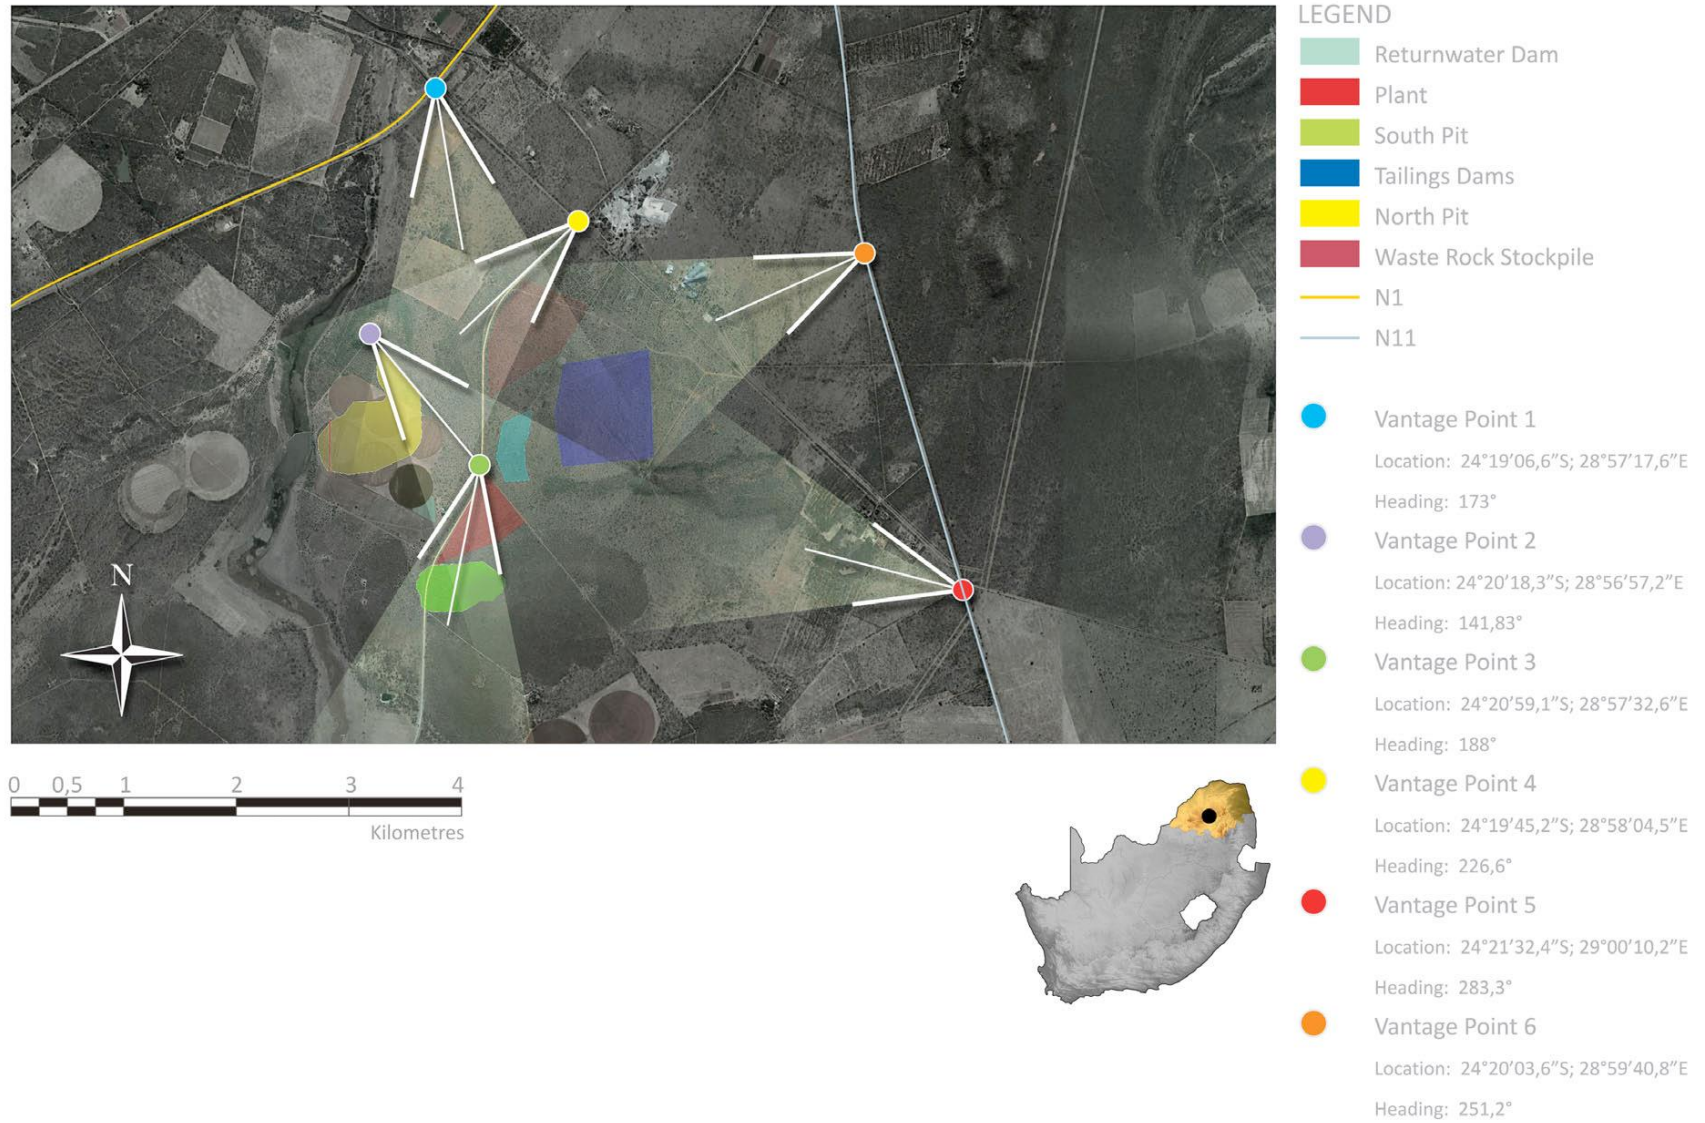 LEGEND
Returnwater Dam
Plant
South Pit
Tailings Dams
North Pit
Waste Rock Stockpile
N1
N11
Vantage Point 1
Location: 24°19’06,6”S; 28°57’17,6”E
Heading: 173°
Vantage Point 2
Location: 24°20’18,3”S; 28°56’57,2”E
Heading: 141,83°
Vantage Point 3
Location: 24°20’59,1”S; 28°57’32,6”E
Heading: 188°
Vantage Point 4
Location: 24°19’45,2”S; 28°58’04,5”E
Heading: 226,6°
Vantage Point 5
Location: 24°21’32,4”S; 29°00’10,2”E
Heading: 283,3°
Vantage Point 6
Location: 24°20’03,6”S; 28°59’40,8”E
Heading: 251,2°
N
0 0,5 1 2 3 4
Kilometres